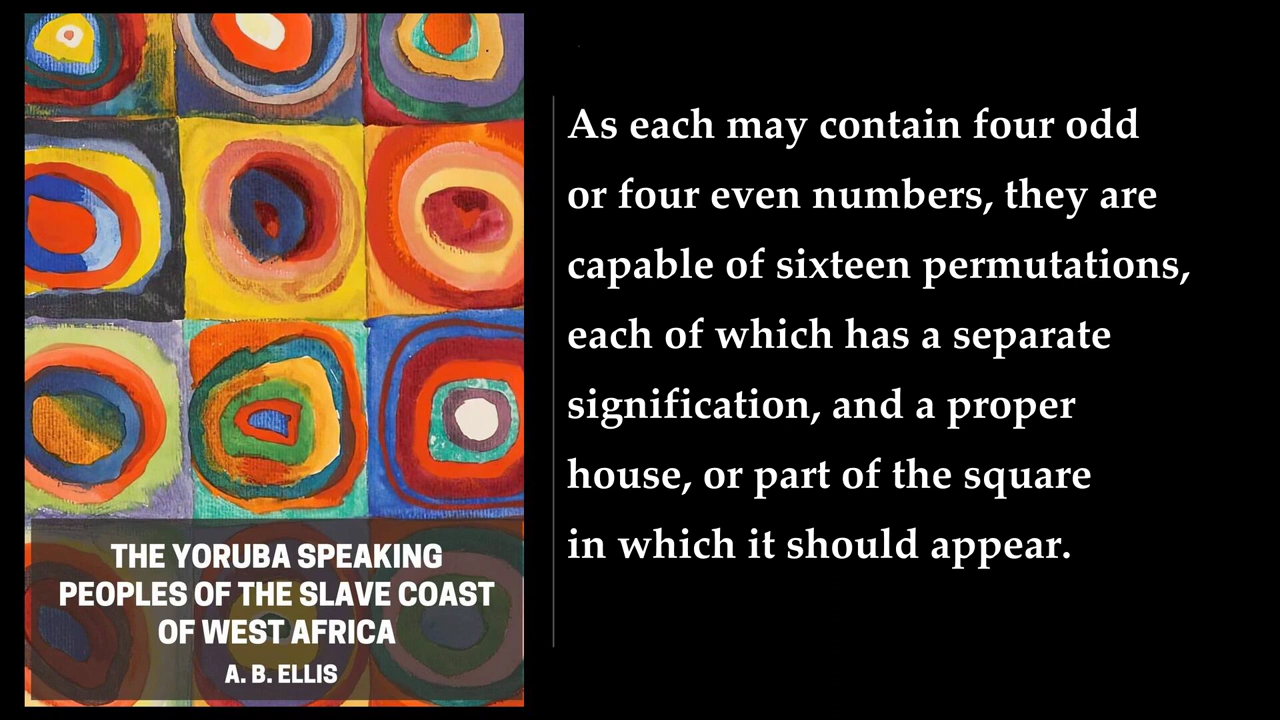 THE YORUBA SPEAKING
PEOPLES OF THE SLAVE COAST
OF WEST AFRICA
A. B. ELLIS
As each may contain four odd
or four even numbers, they are
capable of sixteen permutations,
each of which has a separate
signification, and a proper
house, or part of the square
in which it should appear.